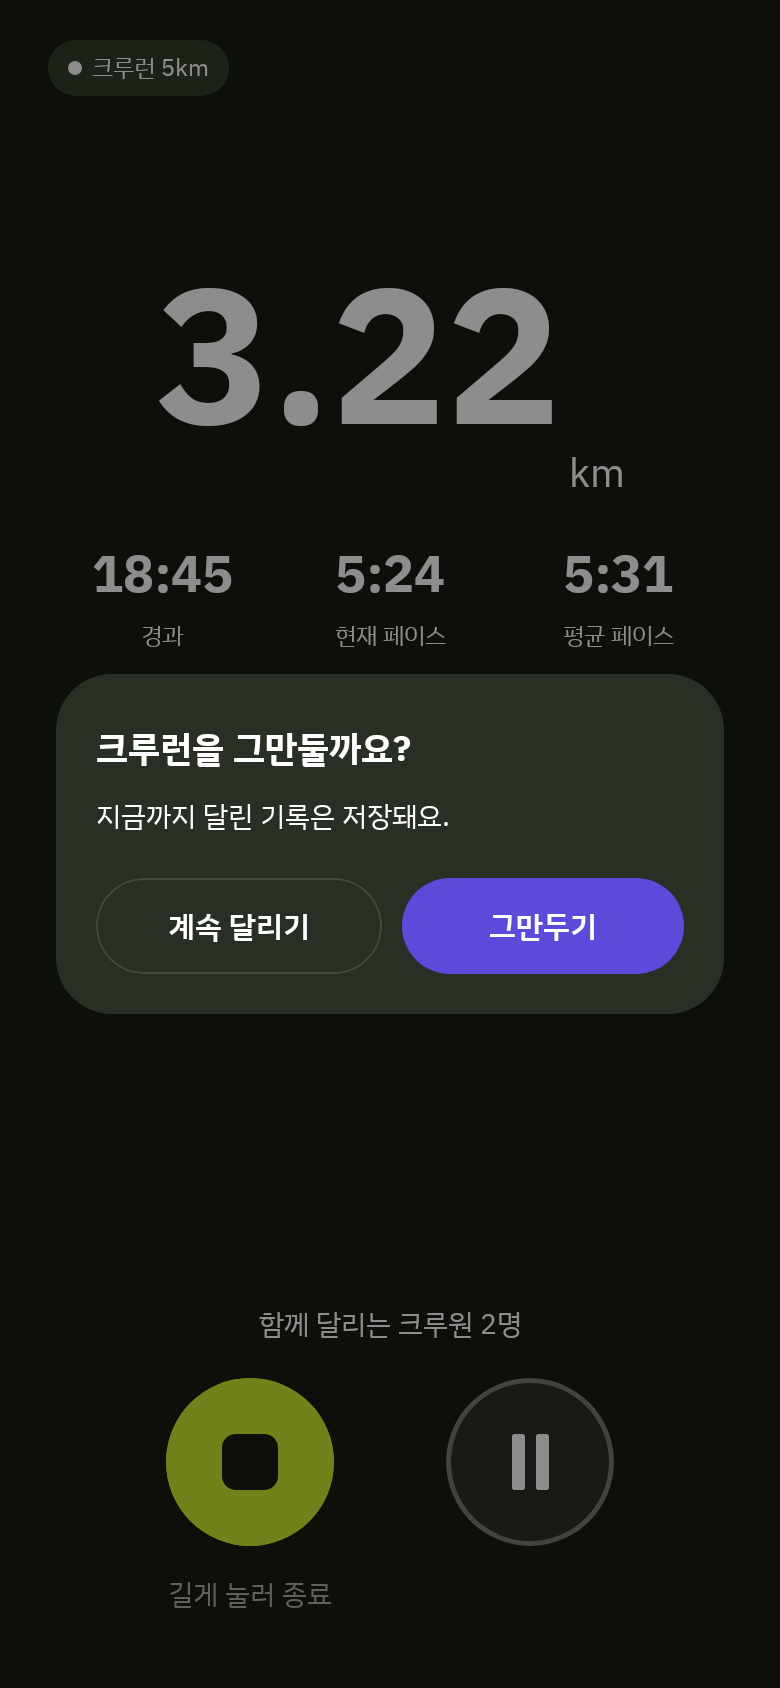 크루런 5km
3.22
km
18:45 5:24 5:31
경과 현재 페이스 평균 페이스
크루런을 그만둘까요?
지금까지 달린 기록은 저장돼요.
계속 달리기 그만두기
함께 달리는 크루원 2명
길게 눌러 종료